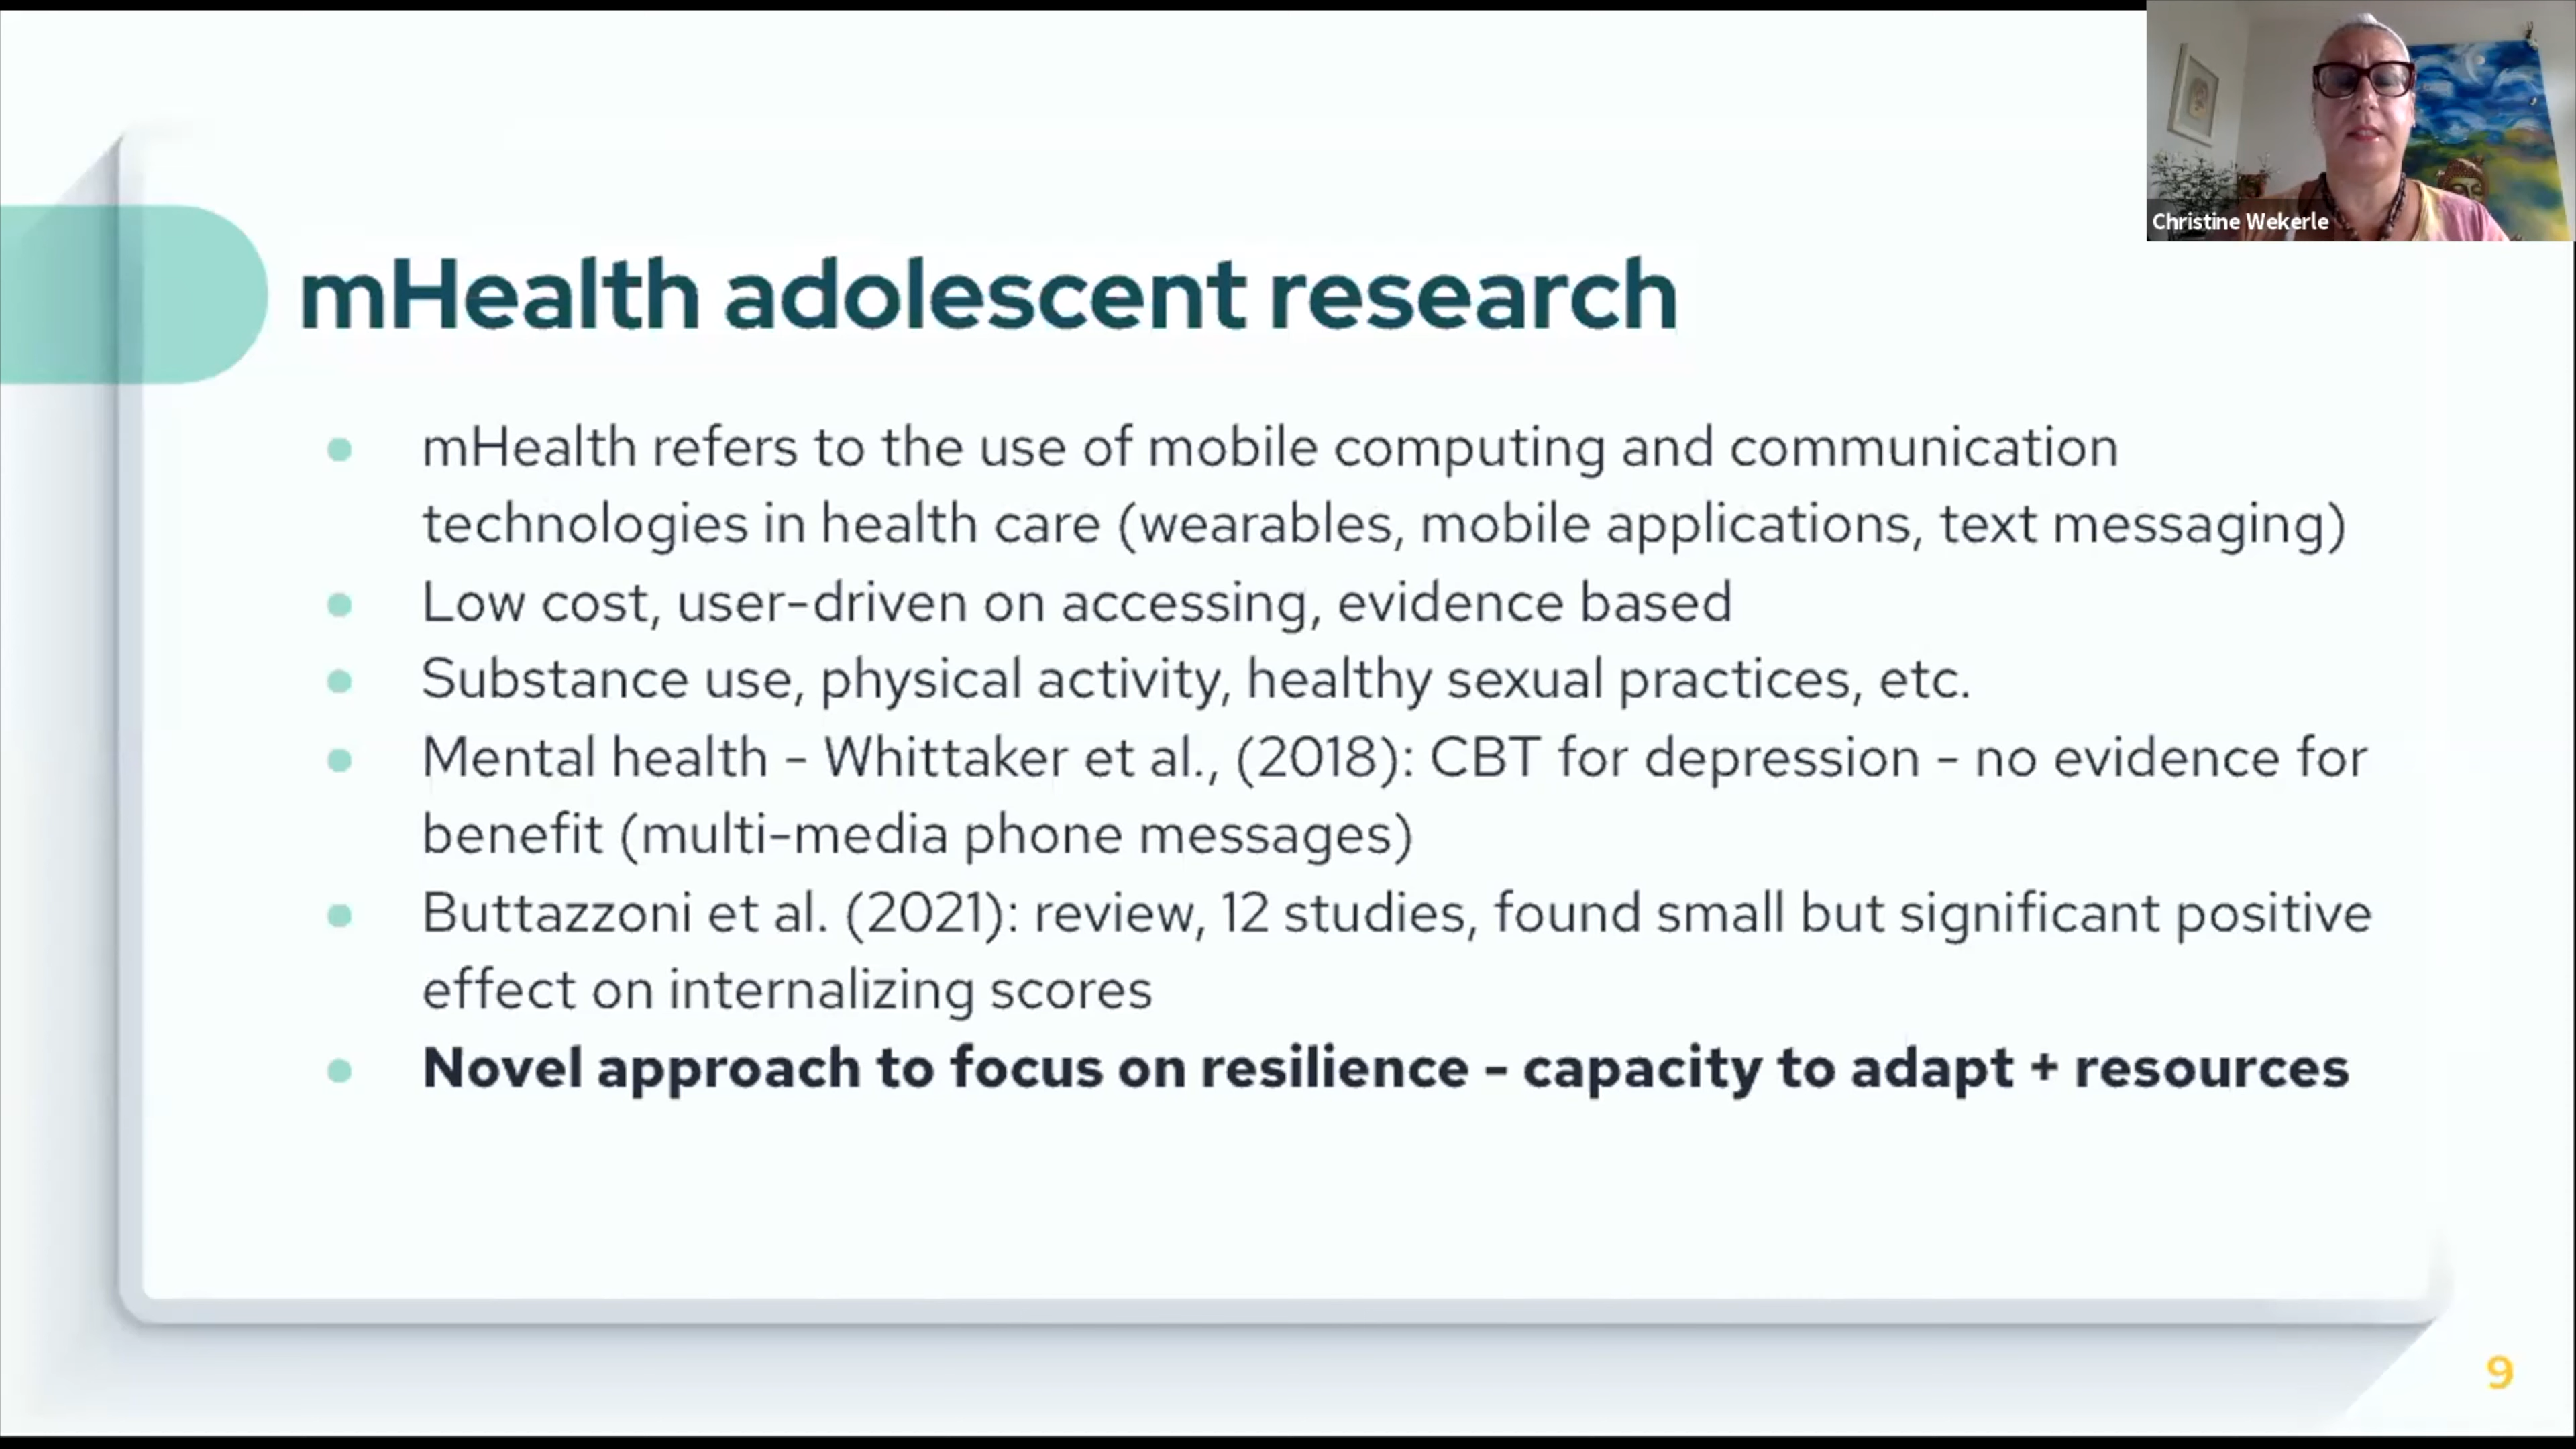 Christine Wekerle
mHealth adolescent research
mHealth refers to the use of mobile computing and communication
technologies in health care (wearables, mobile applications, text messaging)
Low cost, user-driven on accessing, evidence based
Substance use, physical activity, healthy sexual practices, etc.
Mental health - Whittaker et al., (2018): CBT for depression - no evidence for
benefit (multi-media phone messages)
Buttazzoni et al. (2021): review, 12 studies, found small but significant positive
effect on internalizing scores
Novel approach to focus on resilience - capacity to adapt + resources
9